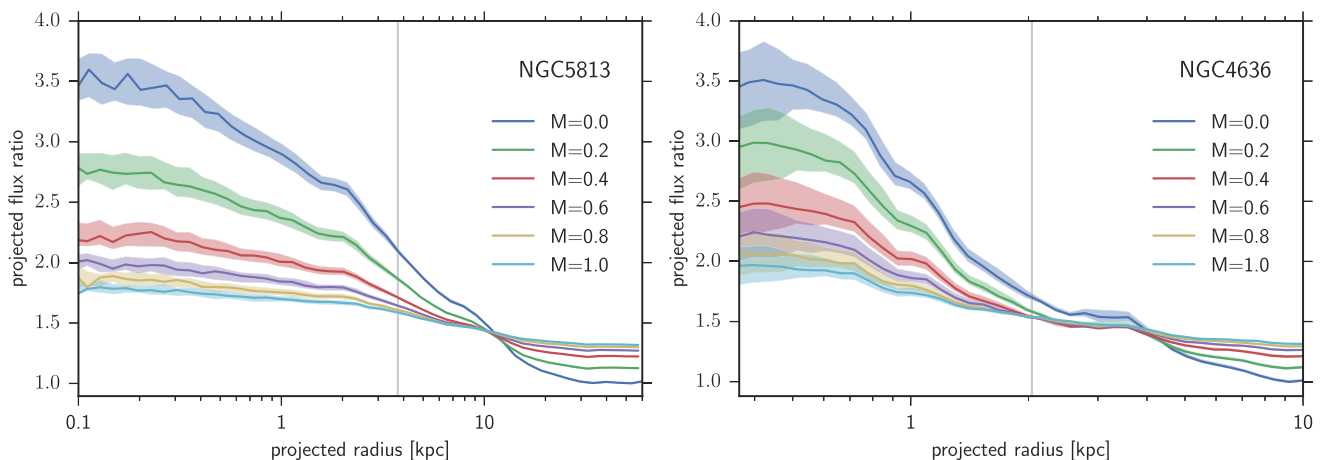 4.0
3.5
3.0
2.5
2.0
1.5
1.0
projected flux ratio
NGC5813
M=0.0
M=0.2
M=0.4
M=0.6
M=0.8
M=1.0
0.1
1
10
projected radius [kpc]
4.0
3.5
3.0
2.5
2.0
1.5
1.0
projected flux ratio
NGC4636
M=0.0
M=0.2
M=0.4
M=0.6
M=0.8
M=1.0
1
10
projected radius [kpc]